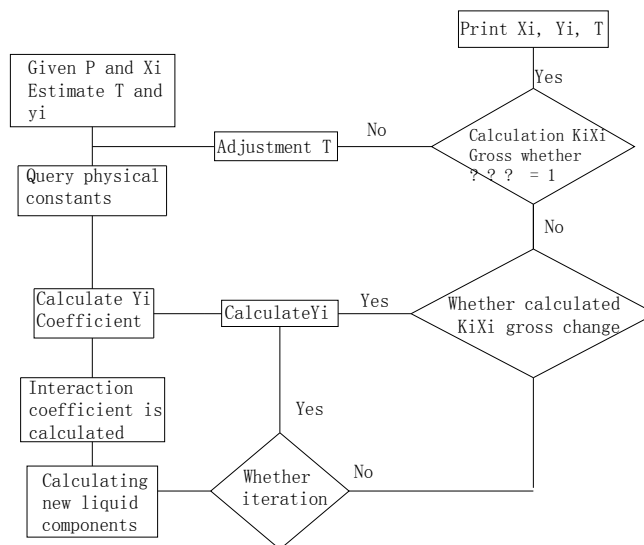 Print Xi, Yi, T
Given P and Xi
Estimate T and
yi
Yes
No
Adjustment T
Calculation KiXi
Gross whether
? ? ? = 1
Query physical
constants
No
Calculate Yi
Coefficient
CalculateYi
Yes
Whether calculated
KiXi gross change
Interaction
coefficient is
calculated
Yes
Calculating
new liquid
components
Whether
iteration
No